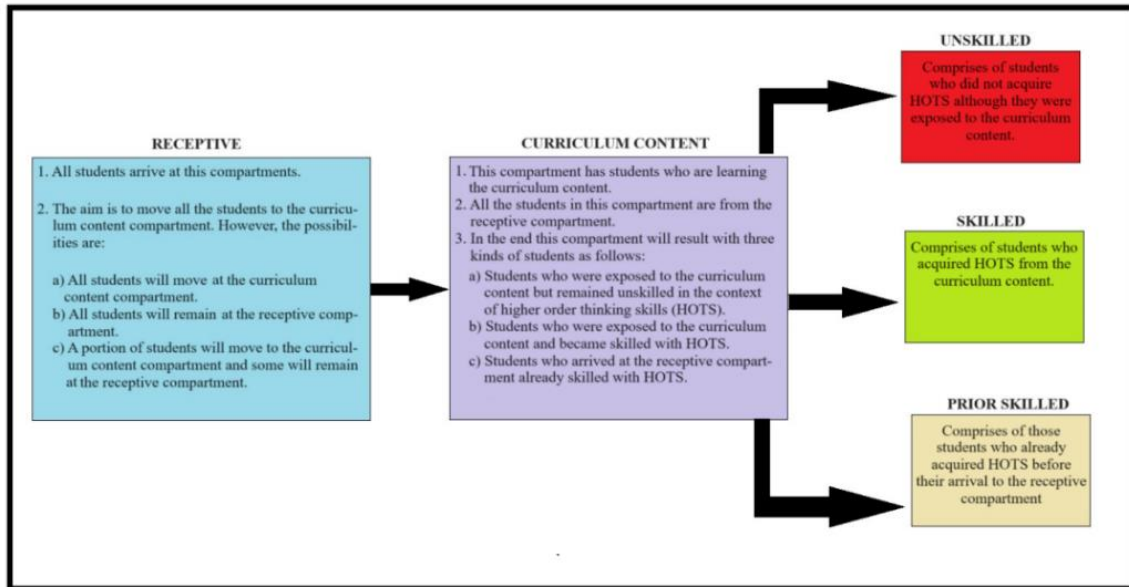 RECEPTIVE
1. All students arrive at this compartments.
2. The aim is to move all the students to the curricu-
lum content compartment. However, the possibil-
ities are:
a) All students will move at the curriculum
content compartment.
b) All students will remain at the receptive comp-
artment.
c) A portion of students will move to the curricul-
um content compartment and some will remain
at the receptive compartment.
CURRICULUM CONTENT
1. This compartment has students who are learning
the curriculum content.
2. All the students in this compartment are from the
receptive compartment.
3. In the end this compartment will result with three
kinds of students as follows:
a) Students who were exposed to the curriculum
content but remained unskilled in the context
of higher order thinking skills (HOTS).
b) Students who were exposed to the curriculum
content and became skilled with HOTS.
c) Students who arrived at the receptive compart-
ment already skilled with HOTS.
UNSKILLED
Comprises of students
who did not acquire
HOTS although they were
exposed to the curriculum
content.
SKILLED
Comprises of students who
acquired HOTS from the
curriculum content.
PRIOR SKILLED
Comprises of those
students who already
acquired HOTS before
their arrival to the receptive
compartment